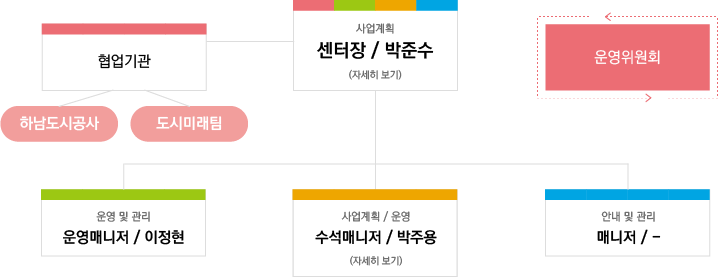 사업계획
센터장 / 박준수
(자세히 보기)
협업기관
하남도시공사
도시미래팀
운영위원회
운영 및 관리
운영매니저 / 이정현
사업계획 / 운영
수석매니저 / 박주용
(자세히 보기)
안내 및 관리
매니저 / -